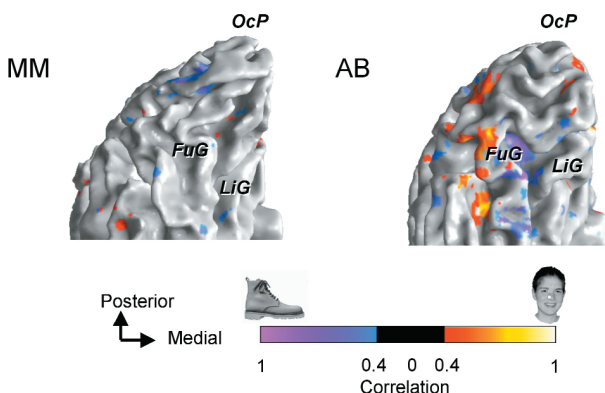 OcP
OcP
MM
AB
FuG
FuG
LiG
LiG
Posterior
Medial
1
0.4
0
0.4
1
Correlation